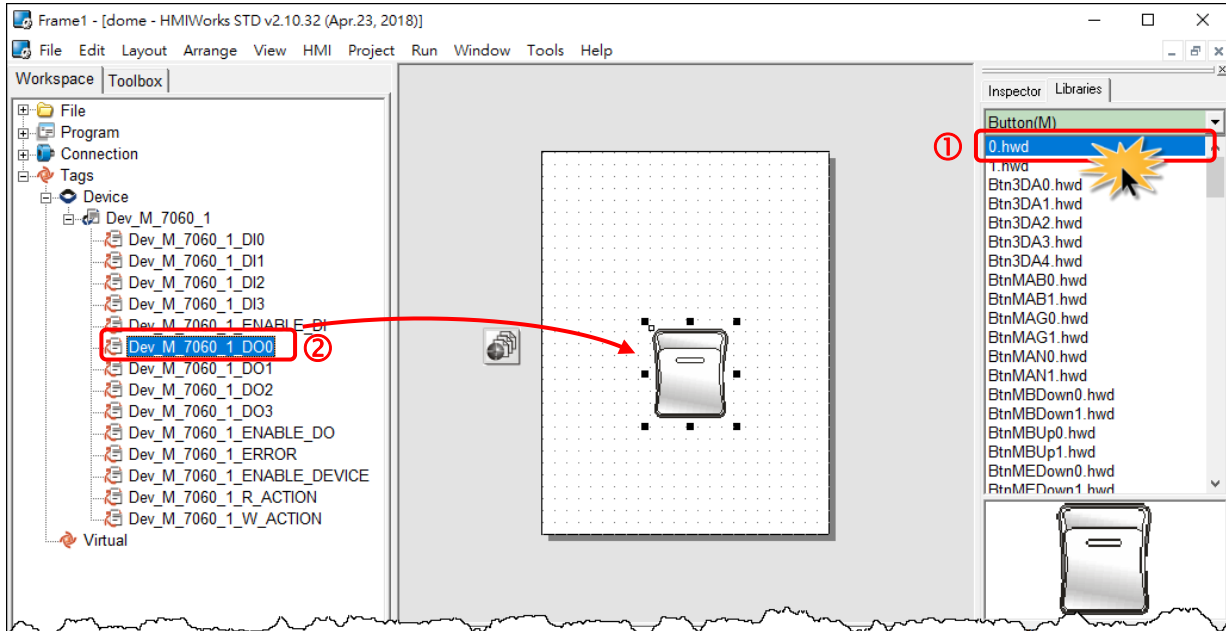 Frame1 - [dome - HMIWorks STD v2.10.32 (Apr.23, 2018)]
File Edit Layout Arrange View HMI Project Run Window Tools Help
Workspace Toolbox
File
Program
Connection
Tags
Device
Dev_M_7060_1
Dev_M_7060_1_DI0
Dev_M_7060_1_DI1
Dev_M_7060_1_DI2
Dev_M_7060_1_DI3
Dev_M_7060_1_ENABLE_DI
Dev_M_7060_1_DO0
②
Dev_M_7060_1_DO1
Dev_M_7060_1_DO2
Dev_M_7060_1_DO3
Dev_M_7060_1_ENABLE_DO
Dev_M_7060_1_ERROR
Dev_M_7060_1_ENABLE_DEVICE
Dev_M_7060_1_R_ACTION
Dev_M_7060_1_W_ACTION
Virtual
Inspector Libraries
Button(M)
①
0.hwd
1.hwd
Btn3DA0.hwd
Btn3DA1.hwd
Btn3DA2.hwd
Btn3DA3.hwd
Btn3DA4.hwd
BtnMAB0.hwd
BtnMAB1.hwd
BtnMAG0.hwd
BtnMAG1.hwd
BtnMAN0.hwd
BtnMAN1.hwd
BtnMBDown0.hwd
BtnMBDown1.hwd
BtnMBUp0.hwd
BtnMBUp1.hwd
BtnMEDown0.hwd
BtnMEDown1.hwd